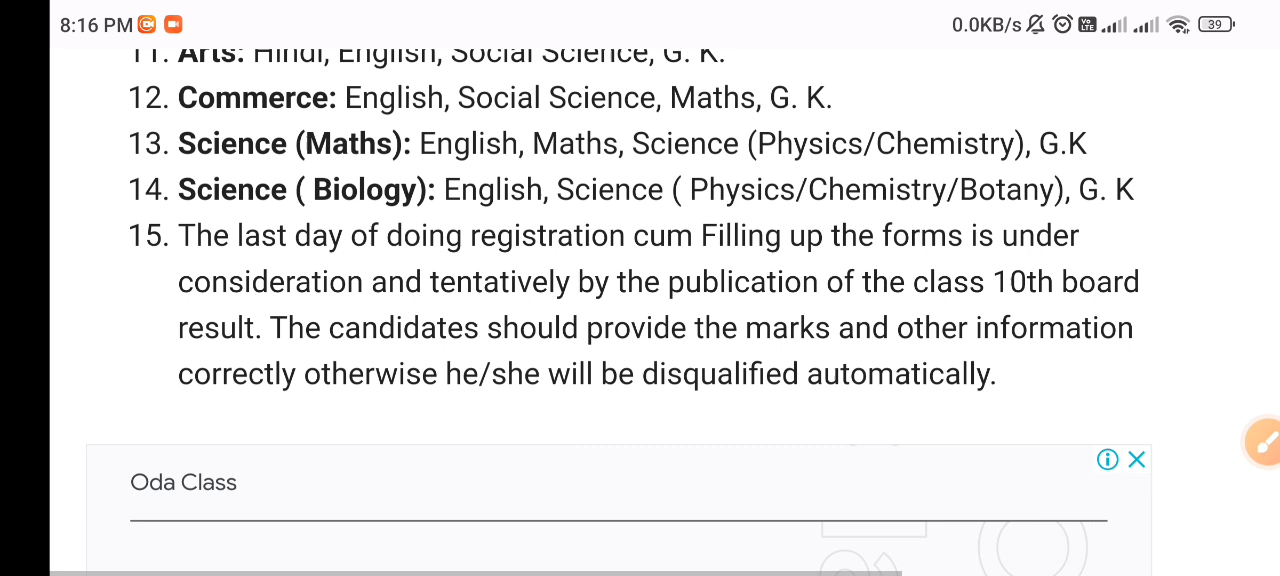 8:16 PM 0.0KB/s Vo LTE 39
11. Arts: Hindi, English, Social Science, G. K.
12. Commerce: English, Social Science, Maths, G. K.
13. Science (Maths): English, Maths, Science (Physics/Chemistry), G.K
14. Science ( Biology): English, Science ( Physics/Chemistry/Botany), G. K
15. The last day of doing registration cum Filling up the forms is under
consideration and tentatively by the publication of the class 10th board
result. The candidates should provide the marks and other information
correctly otherwise he/she will be disqualified automatically.
Oda Class